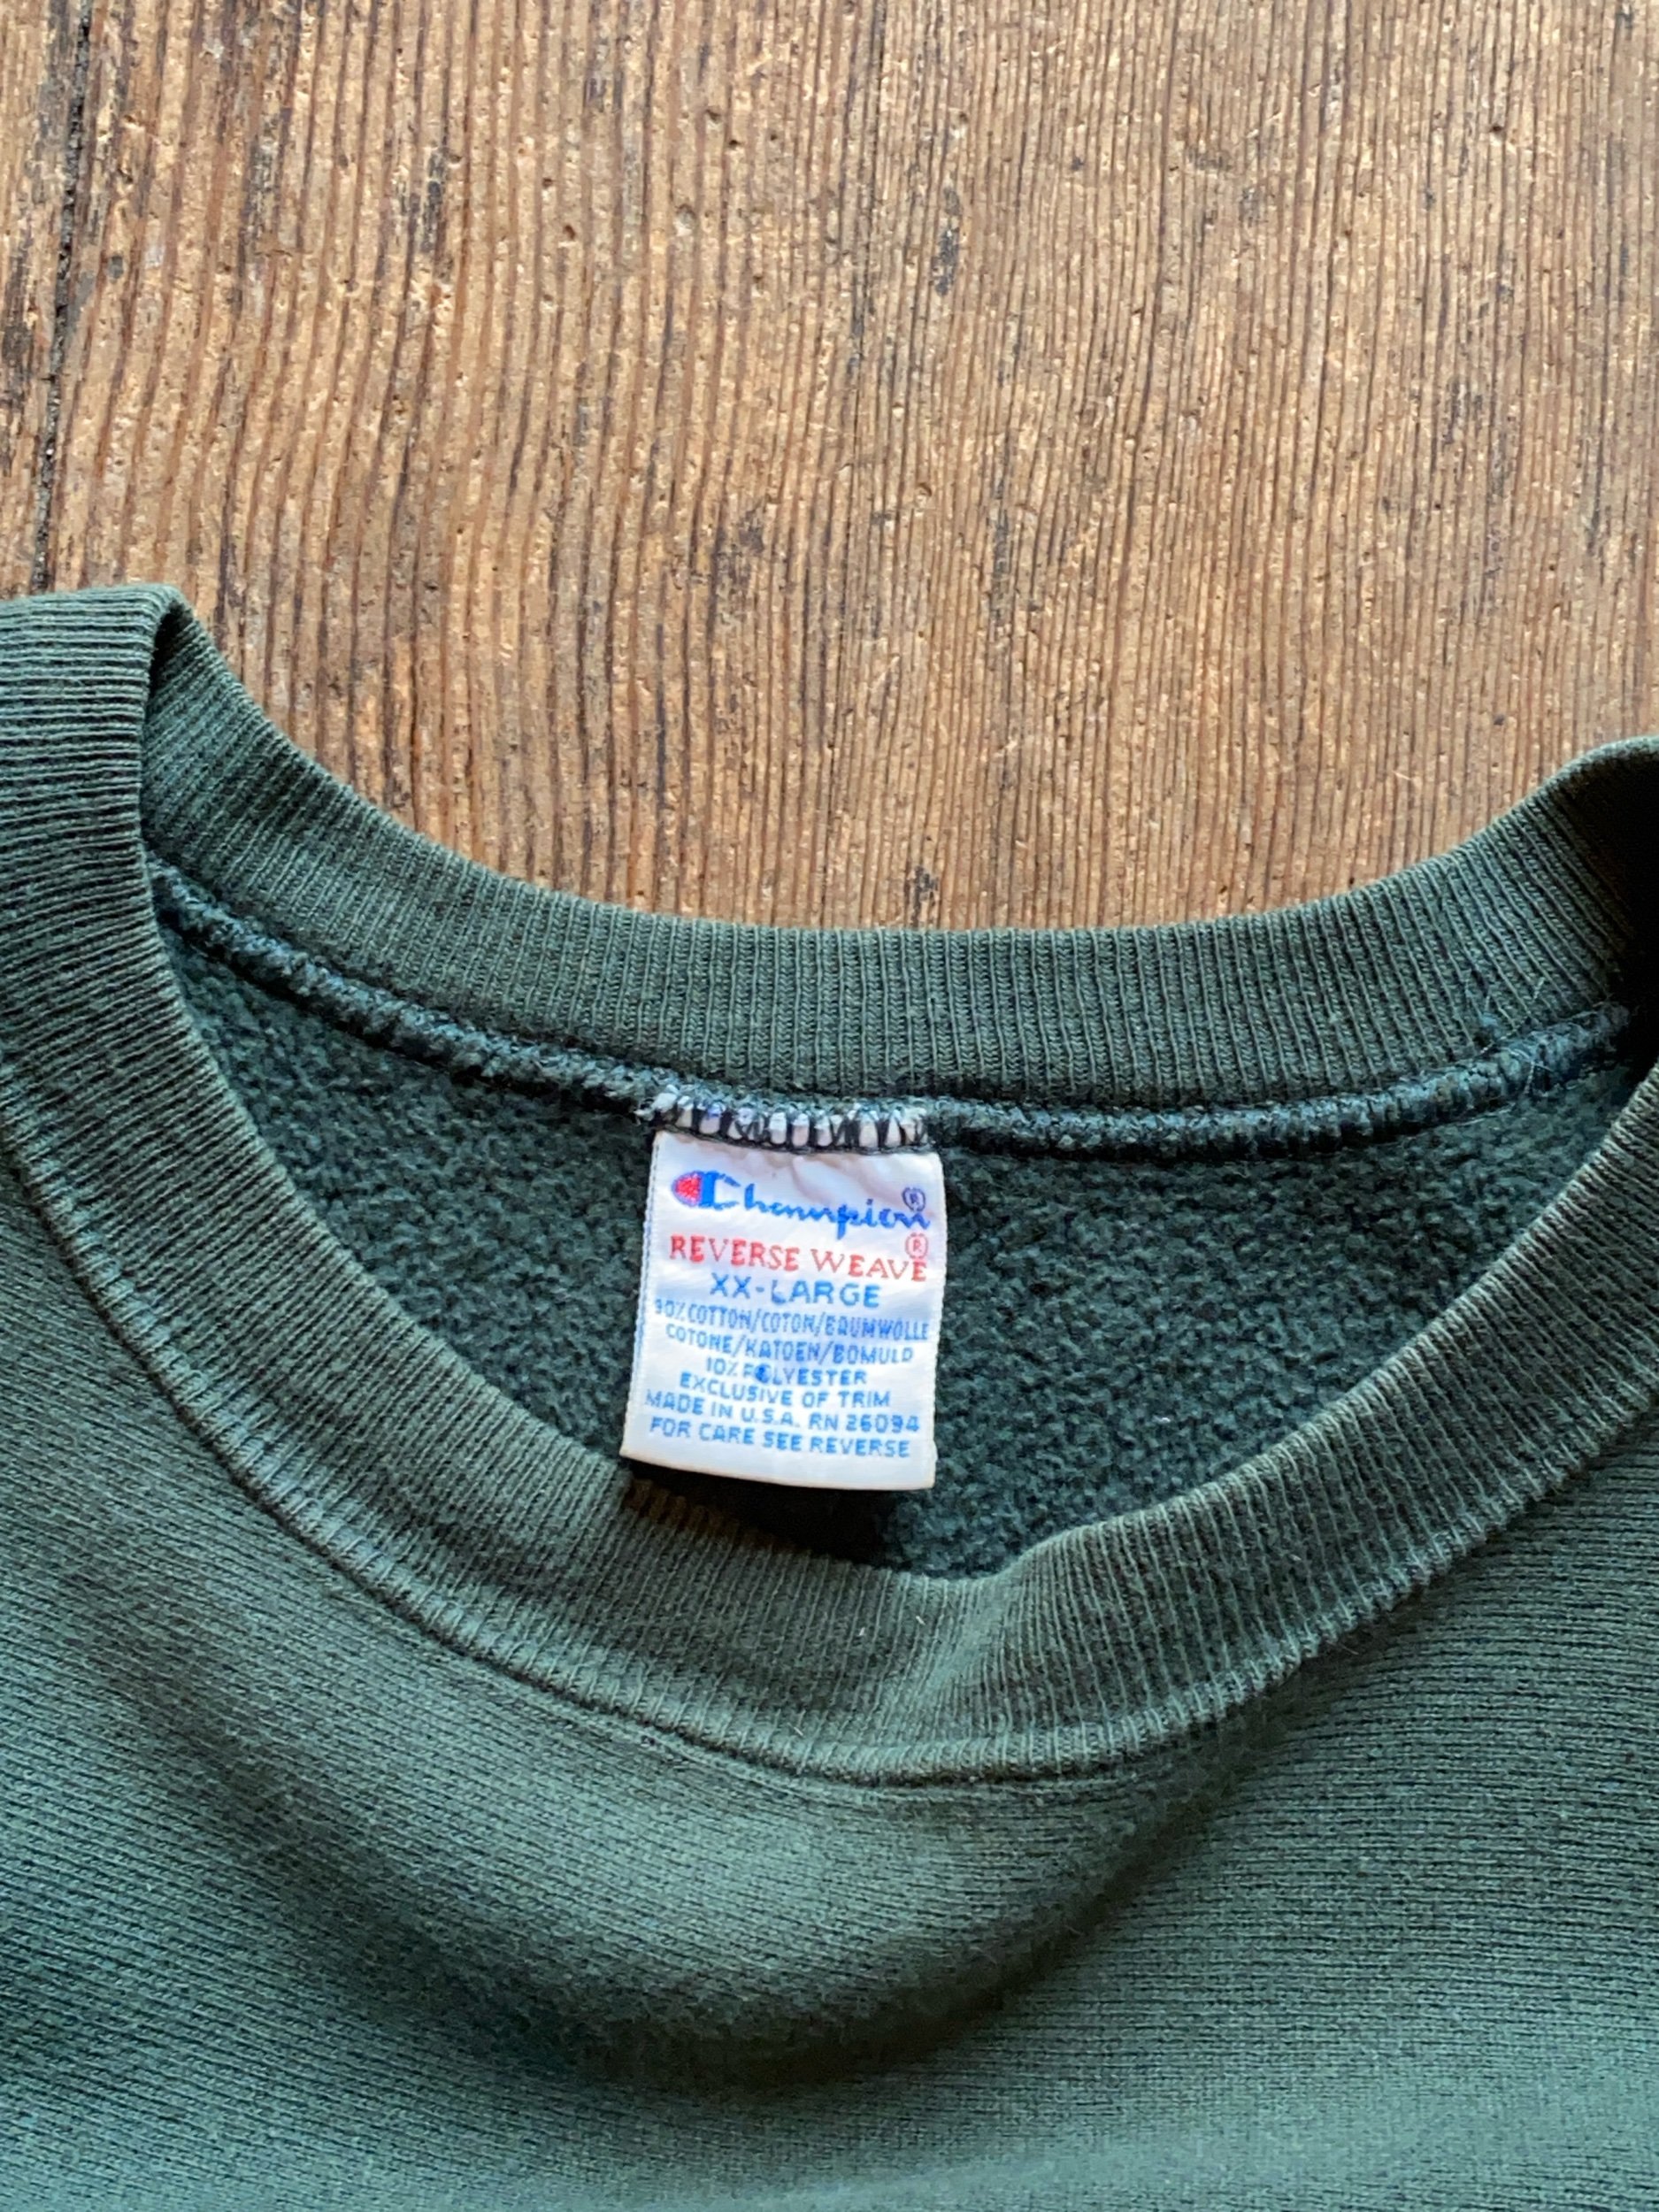 Champion®
REVERSE WEAVE®
XX-LARGE
90% COTTON/COTON/BAUMWOLLE
COTONE/KATOEN/BOMULD
10% POLYESTER
EXCLUSIVE OF TRIM
MADE IN U.S.A. RN 26094
FOR CARE SEE REVERSE